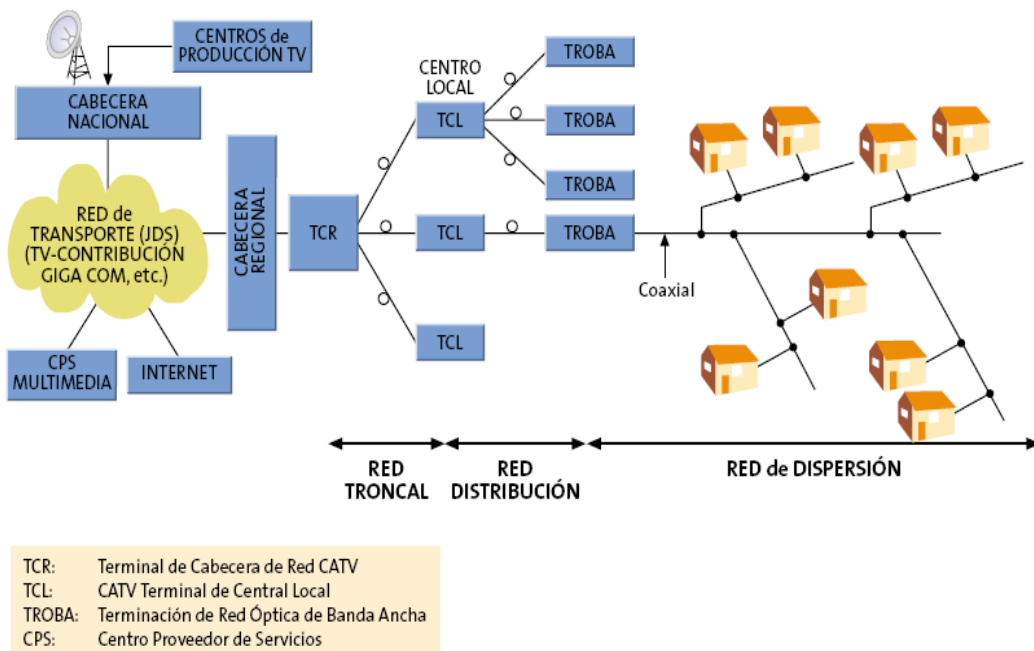 CENTROS de
PRODUCCIÓN TV
CABECERA
NACIONAL
RED de
TRANSPORTE (JDS)
(TV-CONTRIBUCIÓN
GIGA COM, etc.)
CPS
MULTIMEDIA
INTERNET
CABECERA
REGIONAL
TCR
CENTRO
LOCAL
TCL
TCL
TCL
TROBA
TROBA
TROBA
TROBA
Coaxial
RED
TRONCAL
RED
DISTRIBUCIÓN
RED de DISPERSIÓN
TCR: Terminal de Cabecera de Red CATV
TCL: CATV Terminal de Central Local
TROBA: Terminación de Red Óptica de Banda Ancha
CPS: Centro Proveedor de Servicios